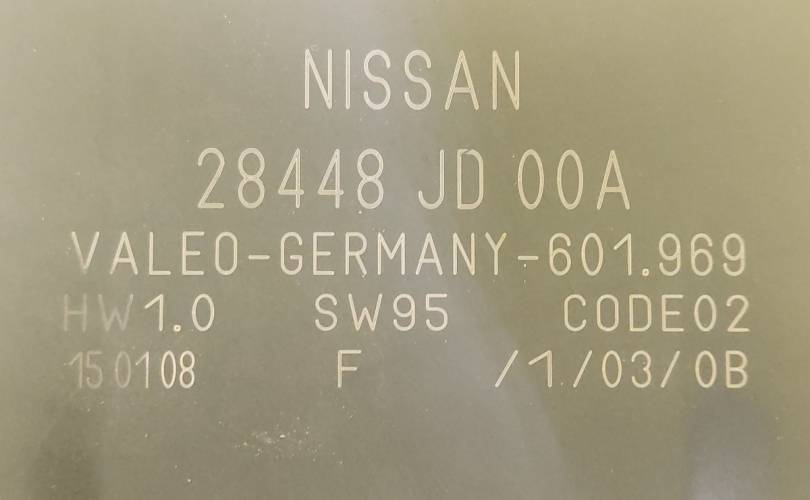 NISSAN
28448 JD 00A
VALEO-GERMANY-601.969
HW1.0 SW95 CODE02
150108 F /1/03/0B